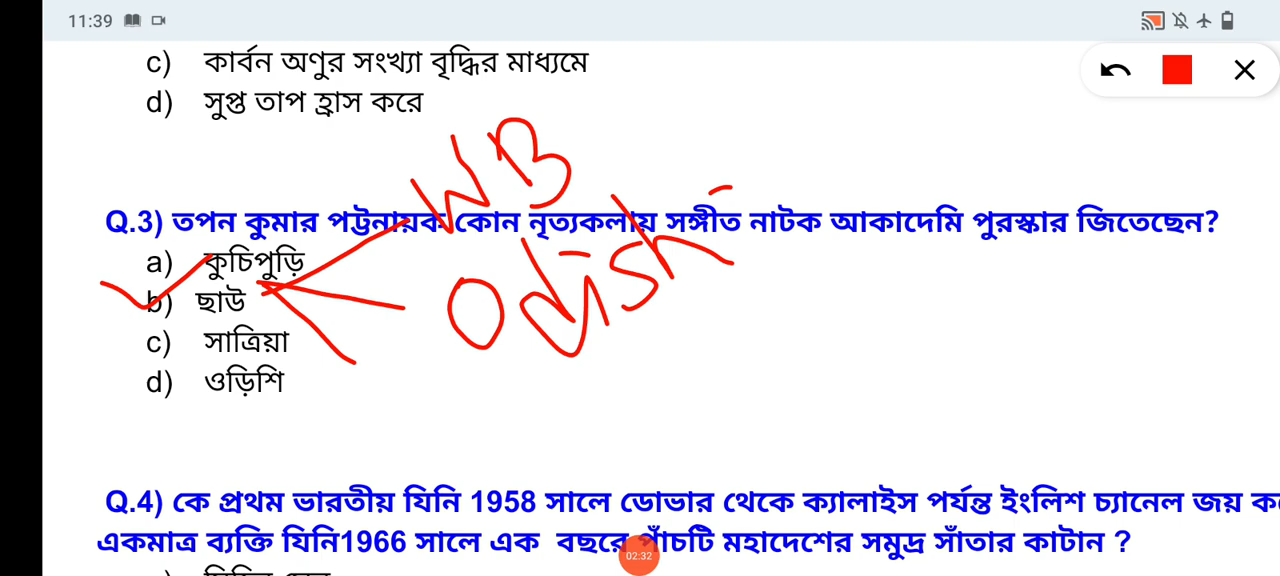 11:39
c) কার্বন অণুর সংখ্যা বৃদ্ধির মাধ্যমে
d) সুপ্ত তাপ হ্রাস করে
WB
Q.3) তপন কুমার পট্টনায়ক কোন নৃত্যকলায় সঙ্গীত নাটক আকাদেমি পুরস্কার জিতেছেন?
a) কুচিপুড়ি
b) ছাউ
Odish
c) সাত্রিয়া
d) ওড়িশি
Q.4) কে প্রথম ভারতীয় যিনি 1958 সালে ডোভার থেকে ক্যালাইস পর্যন্ত ইংলিশ চ্যানেল জয়
একমাত্র ব্যক্তি যিনি1966 সালে এক বছরে পাঁচটি মহাদেশের সমুদ্র সাঁতার কাটান ?
02:32